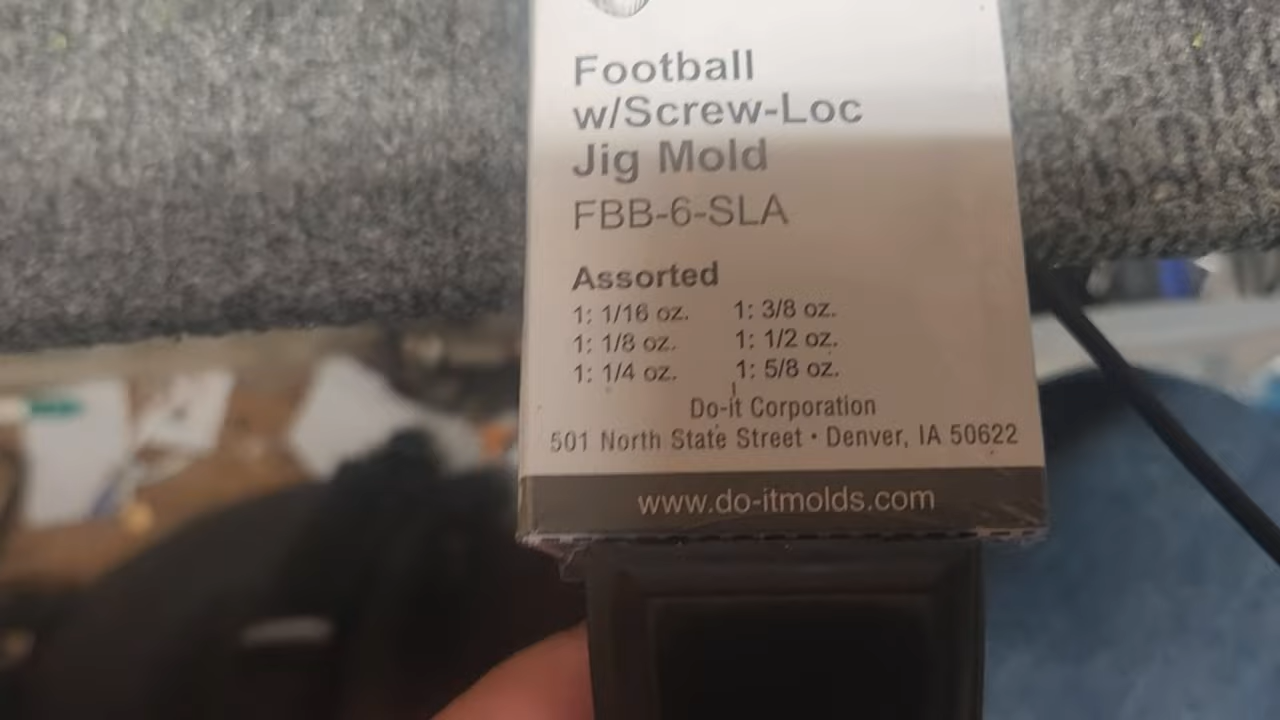 Football
w/Screw-Loc
Jig Mold
FBB-6-SLA
Assorted
1: 1/16 oz. 1: 3/8 oz.
1: 1/8 oz. 1: 1/2 oz.
1: 1/4 oz. 1: 5/8 oz.
Do-it Corporation
501 North State Street • Denver, IA 50622
www.do-itmolds.com